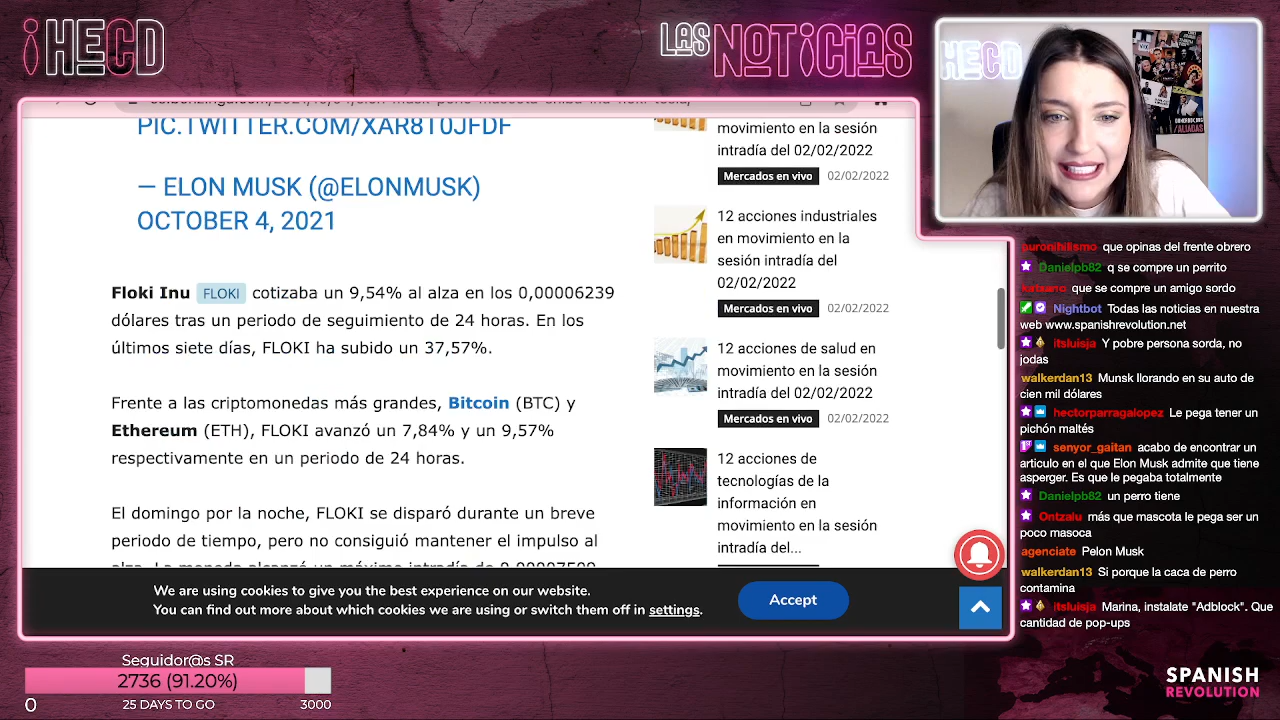 ¡HECD
LAS NOTICIAS
PIC.TWITTER.COM/XAR8T0JFDF
— ELON MUSK (@ELONMUSK)
OCTOBER 4, 2021
Floki Inu FLOKI cotizaba un 9,54% al alza en los 0,00006239
dólares tras un periodo de seguimiento de 24 horas. En los
últimos siete días, FLOKI ha subido un 37,57%.
Frente a las criptomonedas más grandes, Bitcoin (BTC) y
Ethereum (ETH), FLOKI avanzó un 7,84% y un 9,57%
respectivamente en un periodo de 24 horas.
El domingo por la noche, FLOKI se disparó durante un breve
periodo de tiempo, pero no consiguió mantener el impulso al
movimiento en la sesión
intradía del 02/02/2022
Mercados en vivo 02/02/2022
12 acciones industriales
en movimiento en la
sesión intradía del
02/02/2022
Mercados en vivo 02/02/2022
12 acciones de salud en
movimiento en la sesión
intradía del 02/02/2022
Mercados en vivo 02/02/2022
12 acciones de
tecnologías de la
información en
movimiento en la sesión
intradía del...
We are using cookies to give you the best experience on our website.
You can find out more about which cookies we are using or switch them off in settings.
Accept
HECD
que opinas del frente obrero
Danielpb82 q se compre un perrito
que se compre un amigo sordo
Nightbot Todas las noticias en nuestra
web www.spanishrevolution.net
itsluisja Y pobre persona sorda, no
jodas
walkerdan13 Munsk llorando en su auto de
cien mil dólares
hectorparragalopez Le pega tener un
pichón maltés
senyor_gaitan acabo de encontrar un
articulo en el que Elon Musk admite que tiene
asperger. Es que le pegaba totalmente
Danielpb82 un perro tiene
Ontzalu más que mascota le pega ser un
poco masoca
agenciate Pelon Musk
walkerdan13 Si porque la caca de perro
contamina
itsluisja Marina, instalate "Adblock". Que
cantidad de pop-ups
Seguidor@s SR
2736 (91.20%)
0 25 DAYS TO GO 3000
SPANISH
REVOLUTION